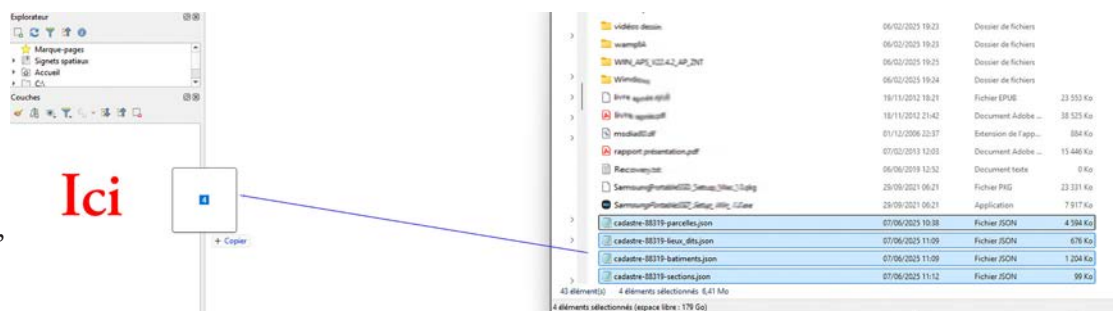 Explorateur
Marque-pages
Signets spatiaux
Accueil
C:\
Couches
Ici
4
+ Copier
vidéos dessin 06/02/2025 19:23 Dossier de fichiers
06/02/2025 19:23 Dossier de fichiers
06/02/2025 19:25 Dossier de fichiers
06/02/2025 19:24 Dossier de fichiers
19/11/2012 19:21 Fichier EPUB 23 553 Ko
18/11/2012 21:42 Document Adobe ... 38 525 Ko
01/12/2006 22:37 Extension de l'app... 884 Ko
rapport présentation.pdf 07/02/2013 12:03 Document Adobe ... 15 446 Ko
06/06/2019 12:52 Document texte 0 Ko
29/09/2021 06:21 Fichier PKG 23 331 Ko
29/09/2021 06:21 Application 7 917 Ko
cadastre-88319-parcelles.json 07/06/2025 10:38 Fichier JSON 4 594 Ko
cadastre-88319-lieux_dits.json 07/06/2025 11:09 Fichier JSON 676 Ko
cadastre-88319-batiments.json 07/06/2025 11:09 Fichier JSON 1 204 Ko
cadastre-88319-sections.json 07/06/2025 11:12 Fichier JSON 99 Ko
43 élément(s) 4 éléments sélectionnés 6,41 Mo
4 éléments sélectionnés (espace libre : 179 Go)